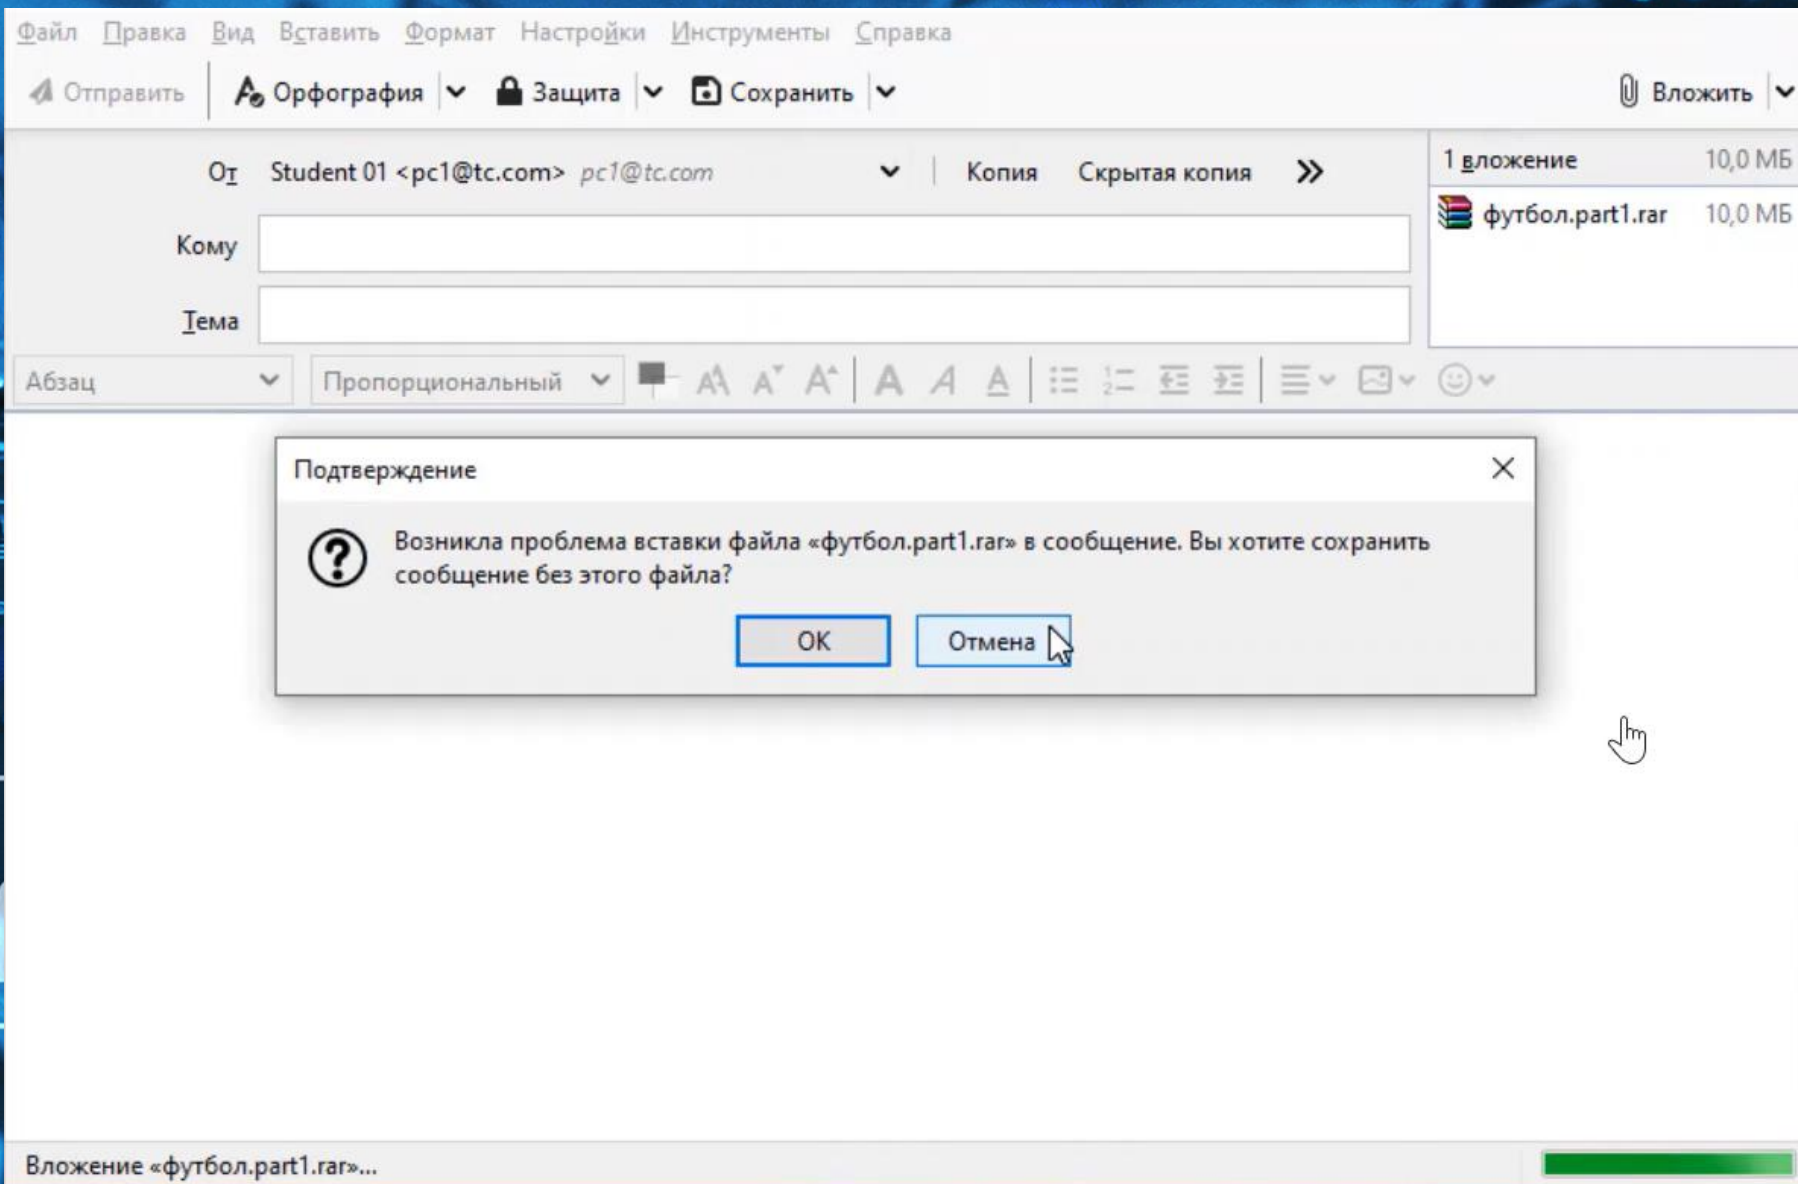 Файл Правка Вид Вставить Формат Настройки Инструменты Справка
Отправить Орфография Защита Сохранить Вложить
От Student 01 <pc1@tc.com> pc1@tc.com Копия Скрытая копия
1 вложение 10,0 МБ
футбол.part1.rar 10,0 МБ
Кому
Тема
Абзац Пропорциональный
Подтверждение
Возникла проблема вставки файла «футбол.part1.rar» в сообщение. Вы хотите сохранить
сообщение без этого файла?
ОК Отмена
Вложение «футбол.part1.rar»...